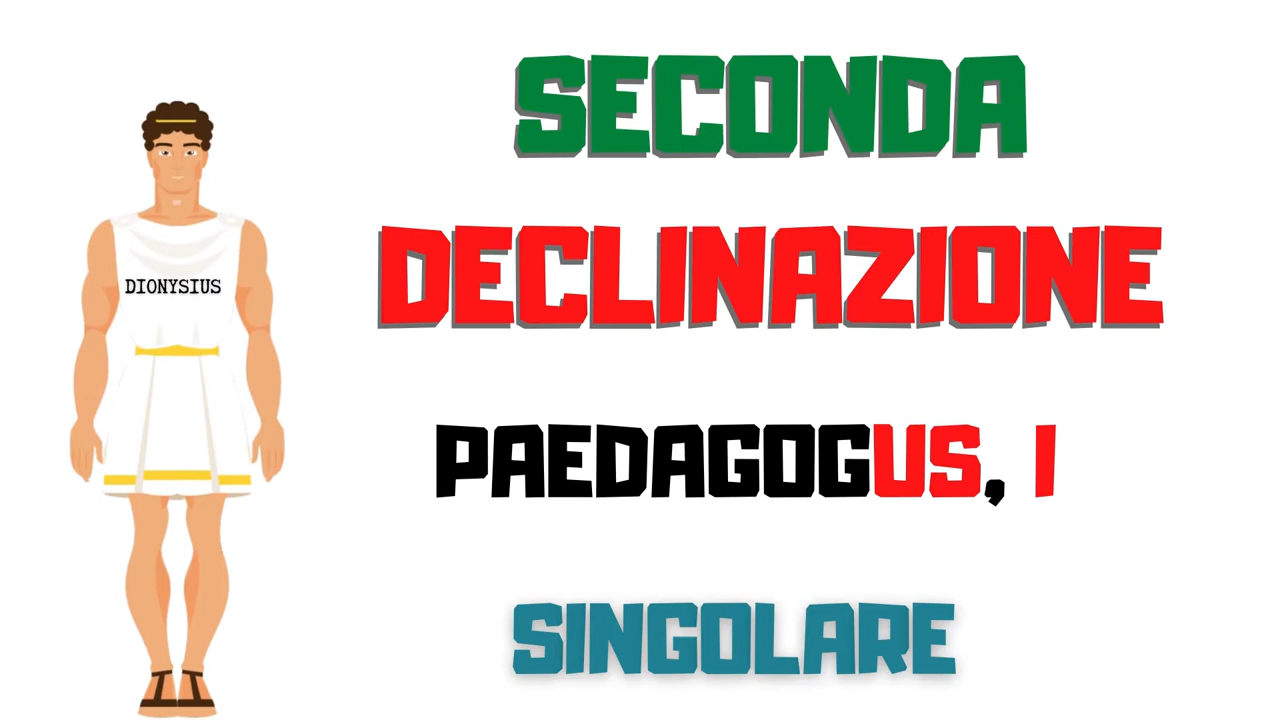 SECONDA
DECLINAZIONE
DIONYSIUS
PAEDAGOGUS, I
SINGOLARE